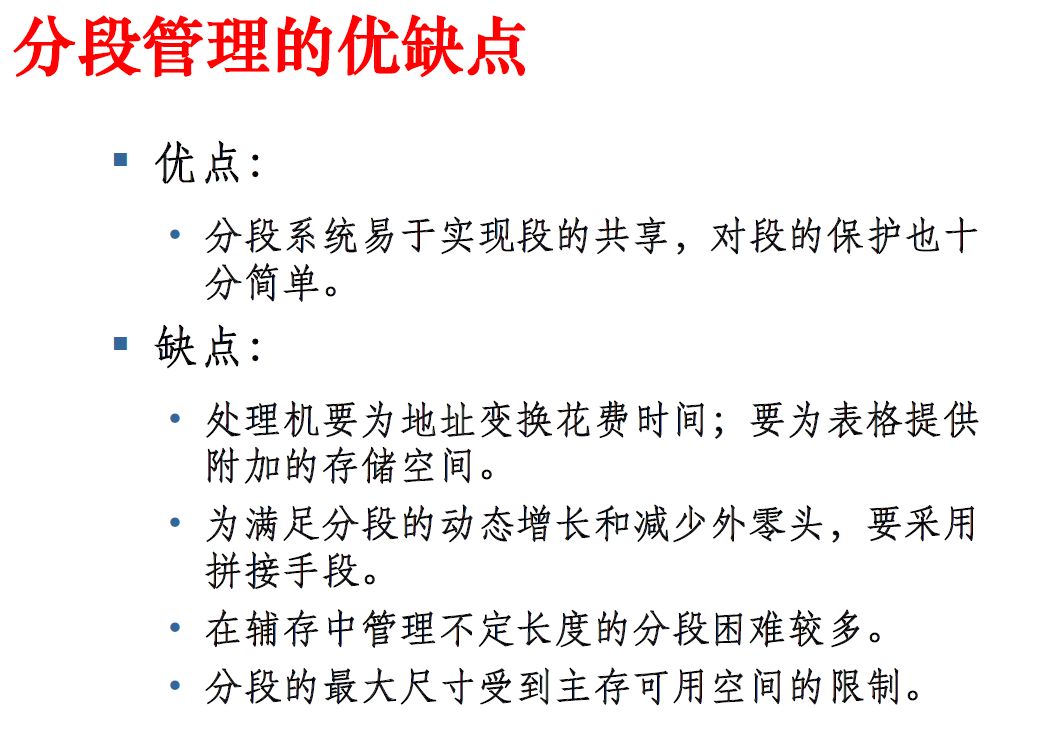 分段管理的优缺点
优点：
分段系统易于实现段的共享，对段的保护也十
分简单。
缺点：
处理机要为地址变换花费时间；要为表格提供
附加的存储空间。
为满足分段的动态增长和减少外零头，要采用
拼接手段。
在辅存中管理不定长度的分段困难较多。
分段的最大尺寸受到主存可用空间的限制。